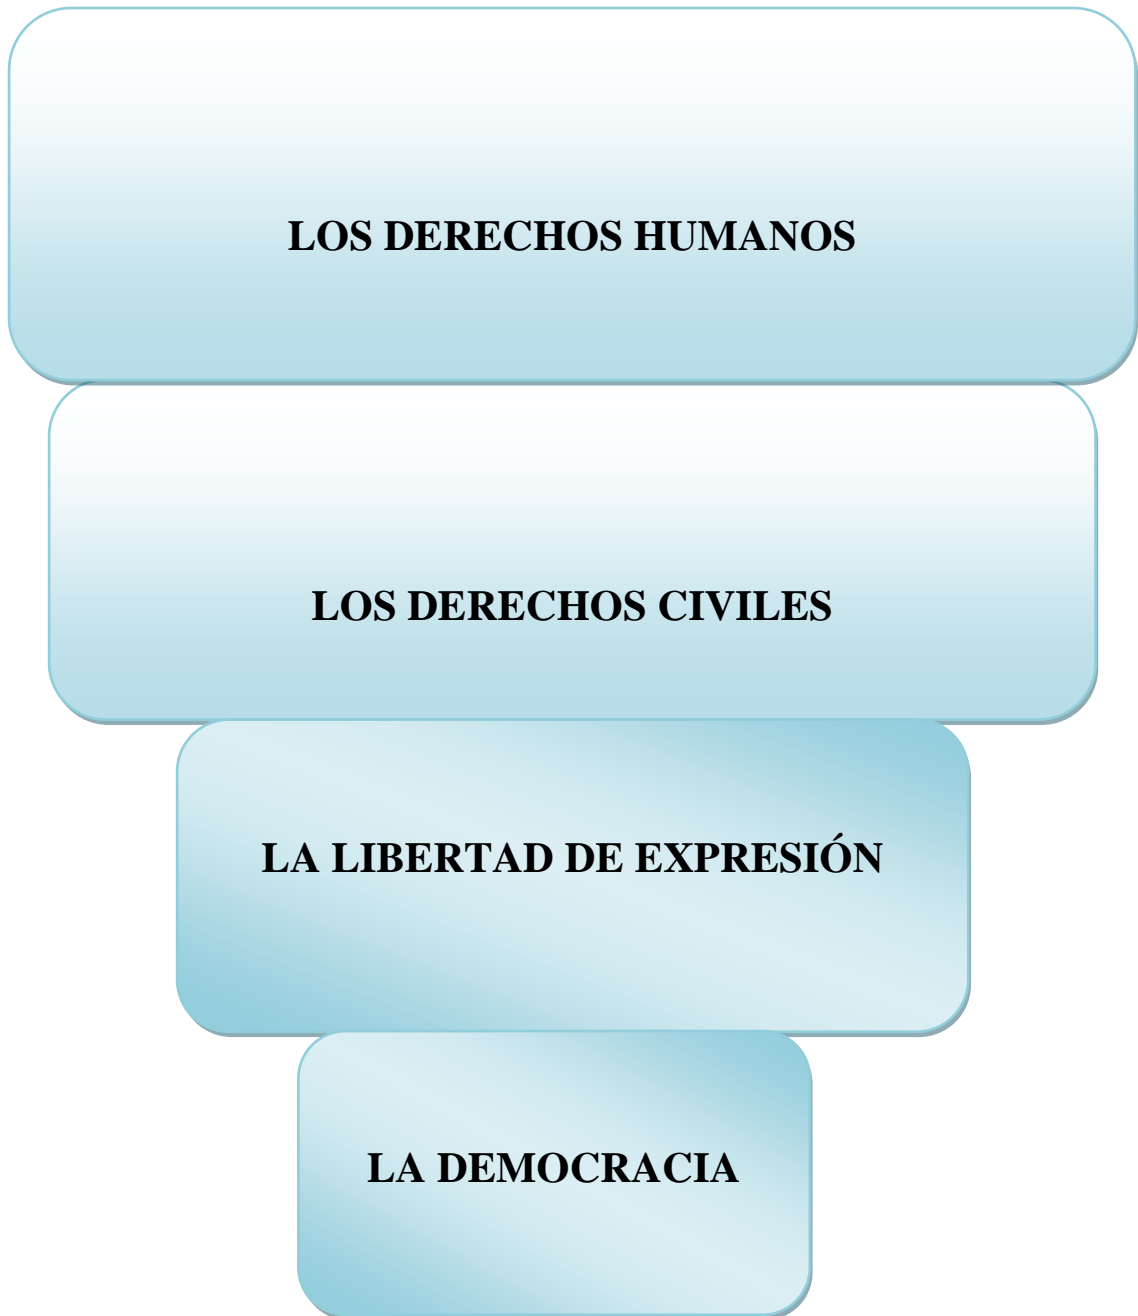 LOS DERECHOS HUMANOS
LOS DERECHOS CIVILES
LA LIBERTAD DE EXPRESIÓN
LA DEMOCRACIA